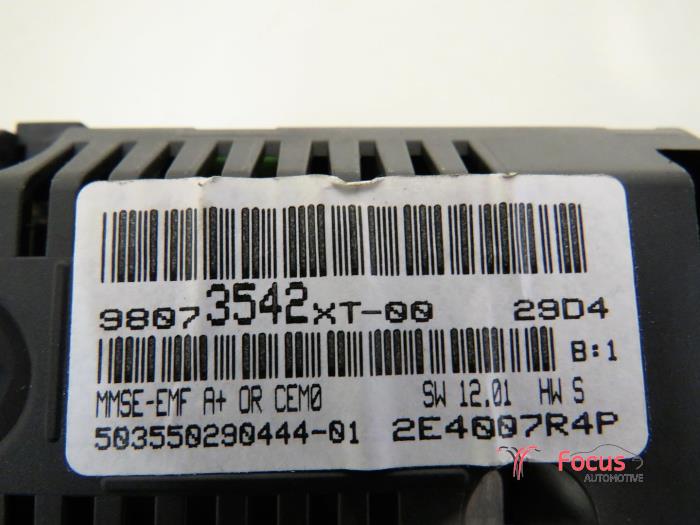 98073542XT-00 29D4
B:1
MMSE-EMF A+ OR CEM0 SW 12.01 HW S
503550290444-01 2E4007R4P
Focus
AUTOMOTIVE